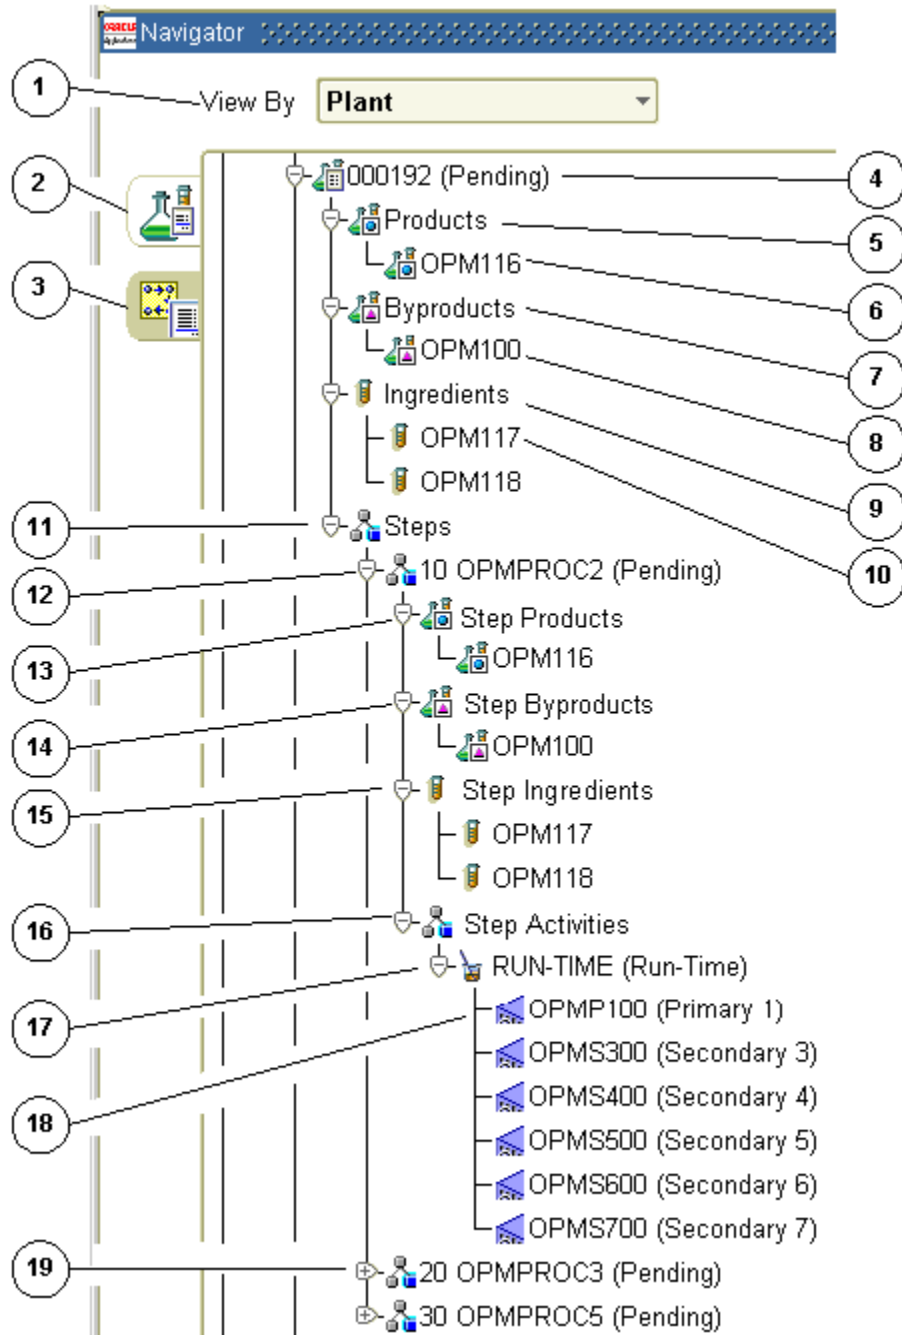 ORACLE
Applications
Navigator
1
View By
Plant
2
000192 (Pending)
4
Products
5
3
OPM116
6
Byproducts
7
OPM100
8
Ingredients
9
OPM117
10
OPM118
11
Steps
12
10 OPMPROC2 (Pending)
13
Step Products
OPM116
14
Step Byproducts
OPM100
15
Step Ingredients
OPM117
OPM118
16
Step Activities
17
RUN-TIME (Run-Time)
18
OPMP100 (Primary 1)
OPMS300 (Secondary 3)
OPMS400 (Secondary 4)
OPMS500 (Secondary 5)
OPMS600 (Secondary 6)
OPMS700 (Secondary 7)
19
20 OPMPROC3 (Pending)
30 OPMPROC5 (Pending)